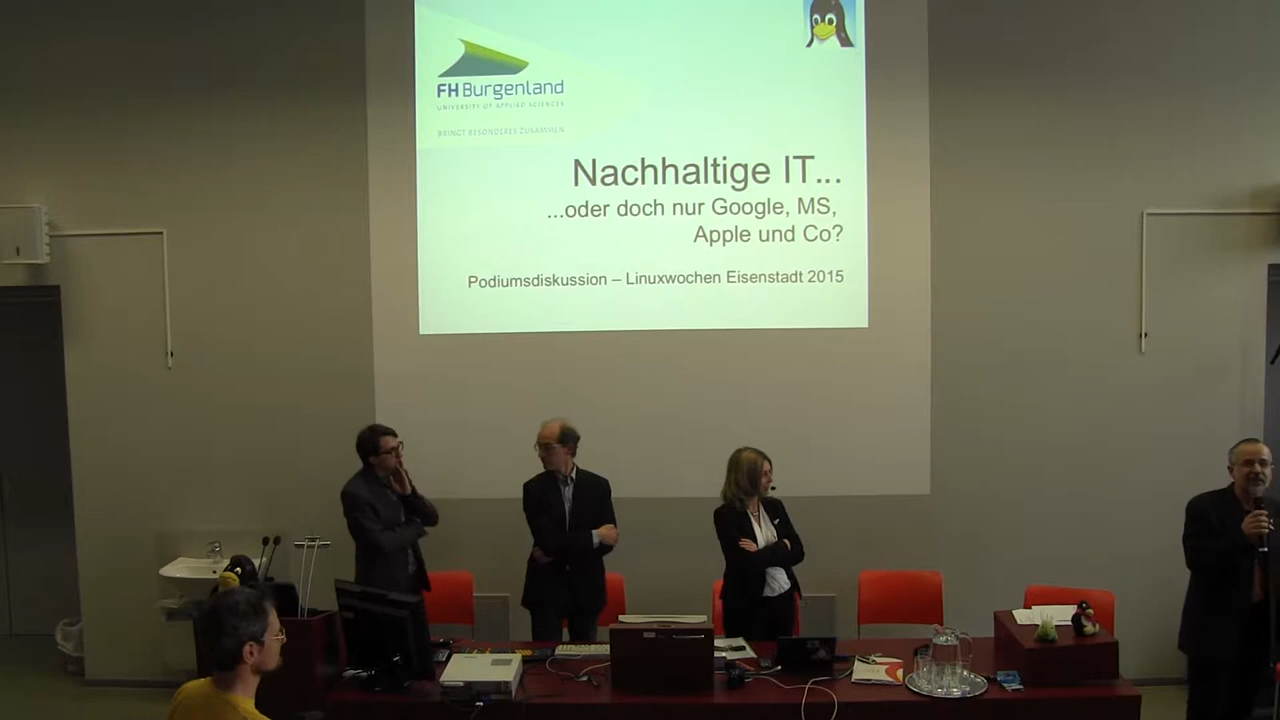 FH Burgenland
UNIVERSITY OF APPLIED SCIENCES
BRINGT BESONDERES ZUSAMMEN
Nachhaltige IT...
...oder doch nur Google, MS,
Apple und Co?
Podiumsdiskussion – Linuxwochen Eisenstadt 2015